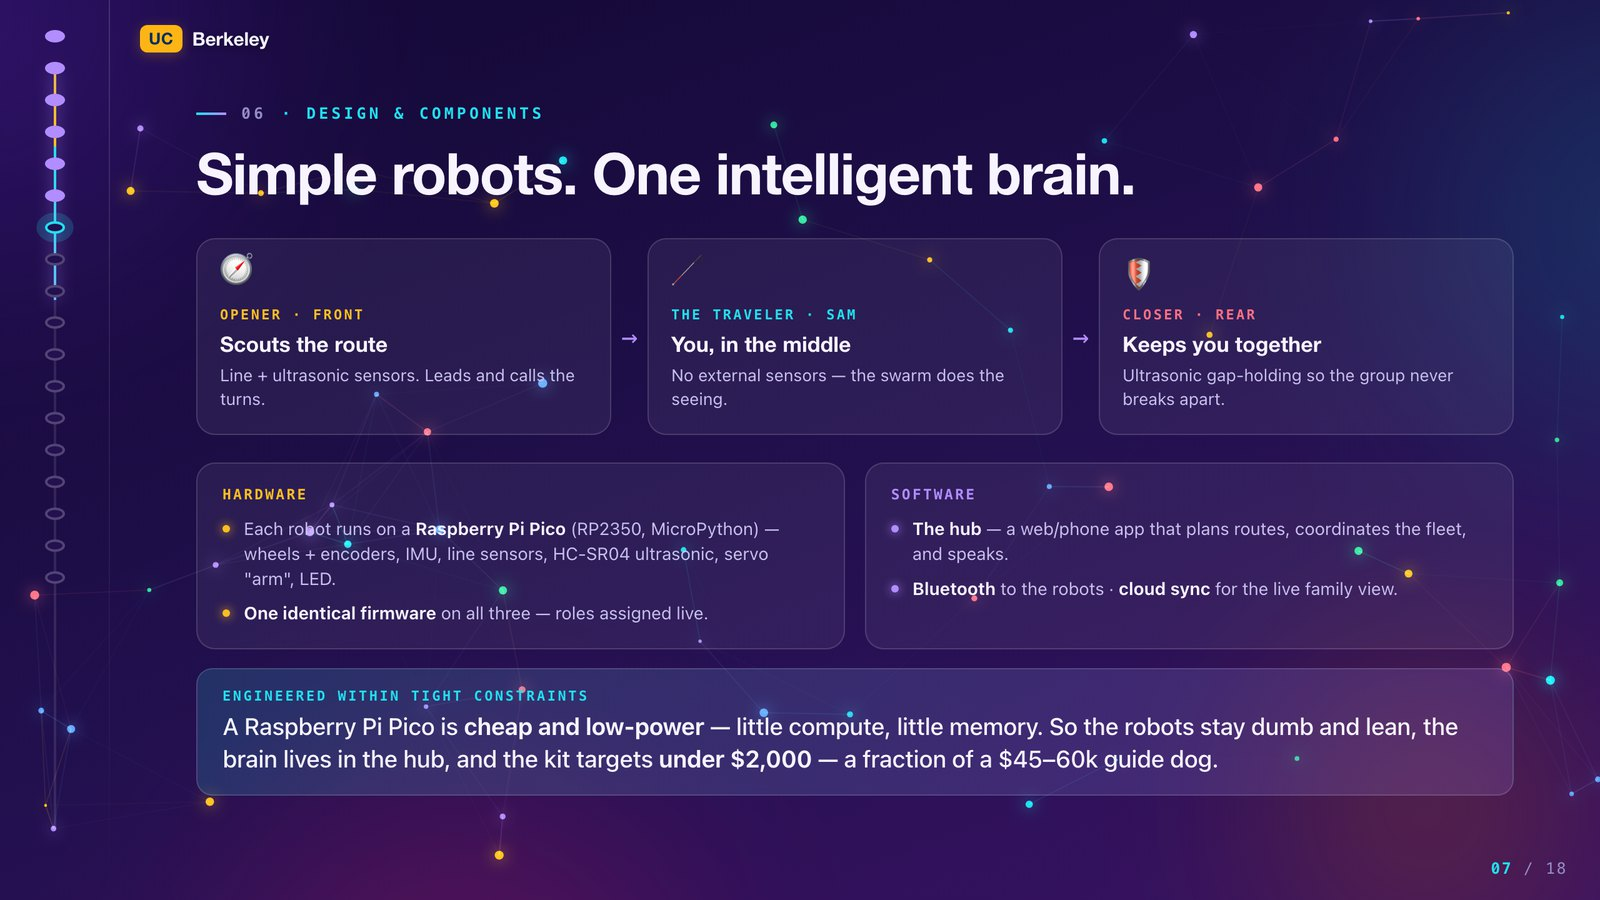 UC Berkeley
06 · DESIGN & COMPONENTS
Simple robots. One intelligent brain.
OPENER · FRONT
Scouts the route
Line + ultrasonic sensors. Leads and calls the
turns.
→
THE TRAVELER · SAM
You, in the middle
No external sensors — the swarm does the
seeing.
→
CLOSER · REAR
Keeps you together
Ultrasonic gap-holding so the group never
breaks apart.
HARDWARE
Each robot runs on a Raspberry Pi Pico (RP2350, MicroPython) —
wheels + encoders, IMU, line sensors, HC-SR04 ultrasonic, servo
"arm", LED.
One identical firmware on all three — roles assigned live.
SOFTWARE
The hub — a web/phone app that plans routes, coordinates the fleet,
and speaks.
Bluetooth to the robots · cloud sync for the live family view.
ENGINEERED WITHIN TIGHT CONSTRAINTS
A Raspberry Pi Pico is cheap and low-power — little compute, little memory. So the robots stay dumb and lean, the
brain lives in the hub, and the kit targets under $2,000 — a fraction of a $45–60k guide dog.
07 / 18